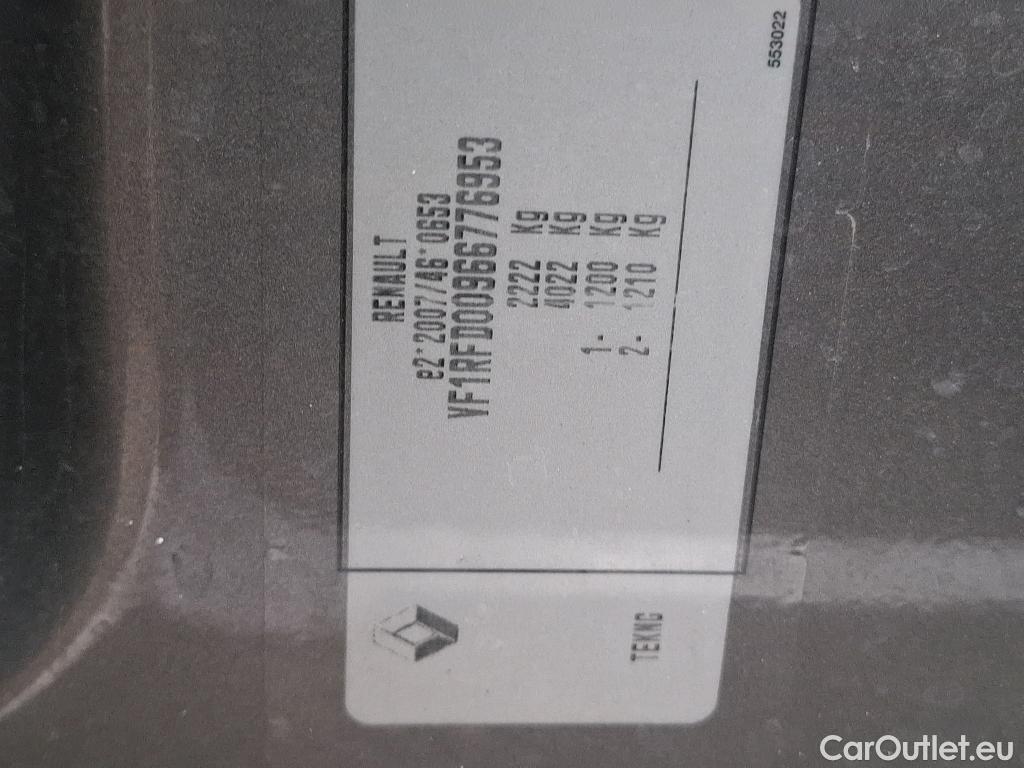 RENAULT
e2*2007/46*0653
VF1RFD00966776953
2222 Kg
4022 Kg
1- 1200 Kg
2- 1210 Kg
TEKNG
553022
CarOutlet.eu